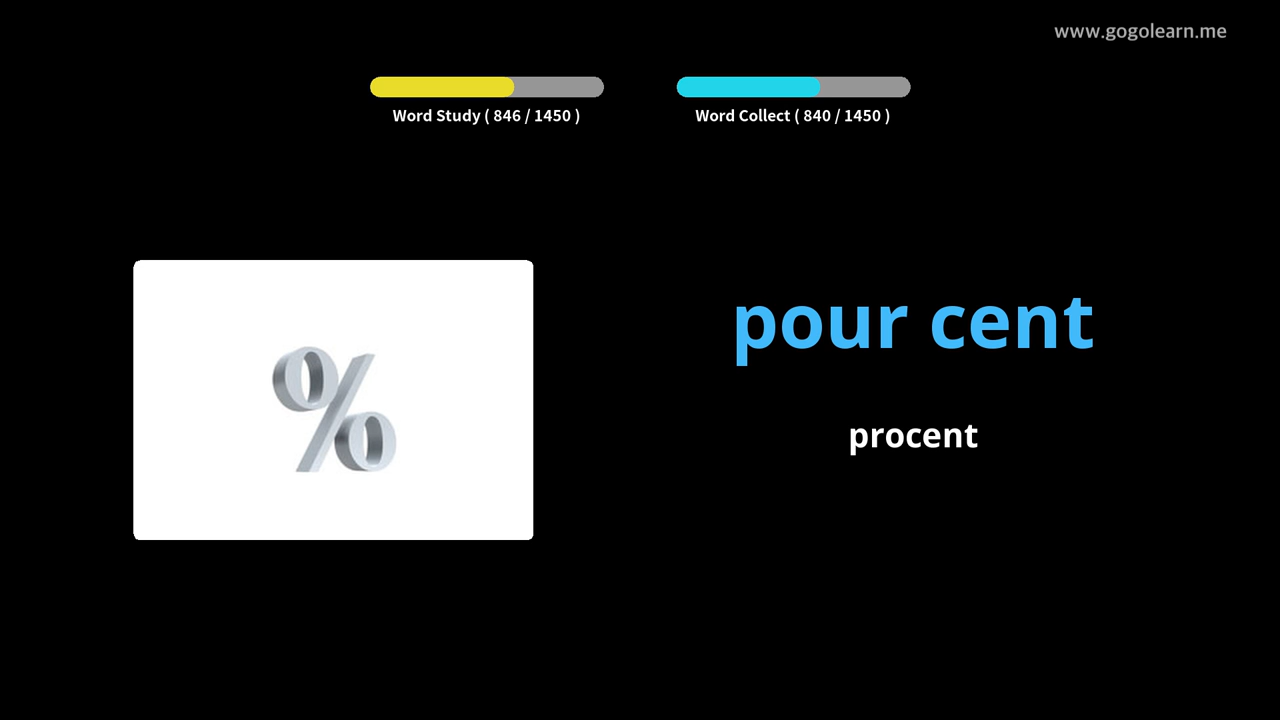 www.gogolearn.me
Word Study ( 846 / 1450 )
Word Collect ( 840 / 1450 )
%
pour cent
procent